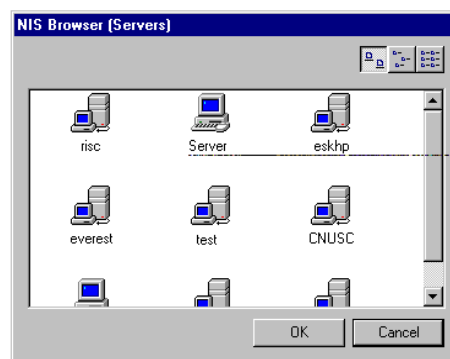 NIS Browser (Servers)
risc
Server
eskhp
everest
test
CNUSC
OK
Cancel